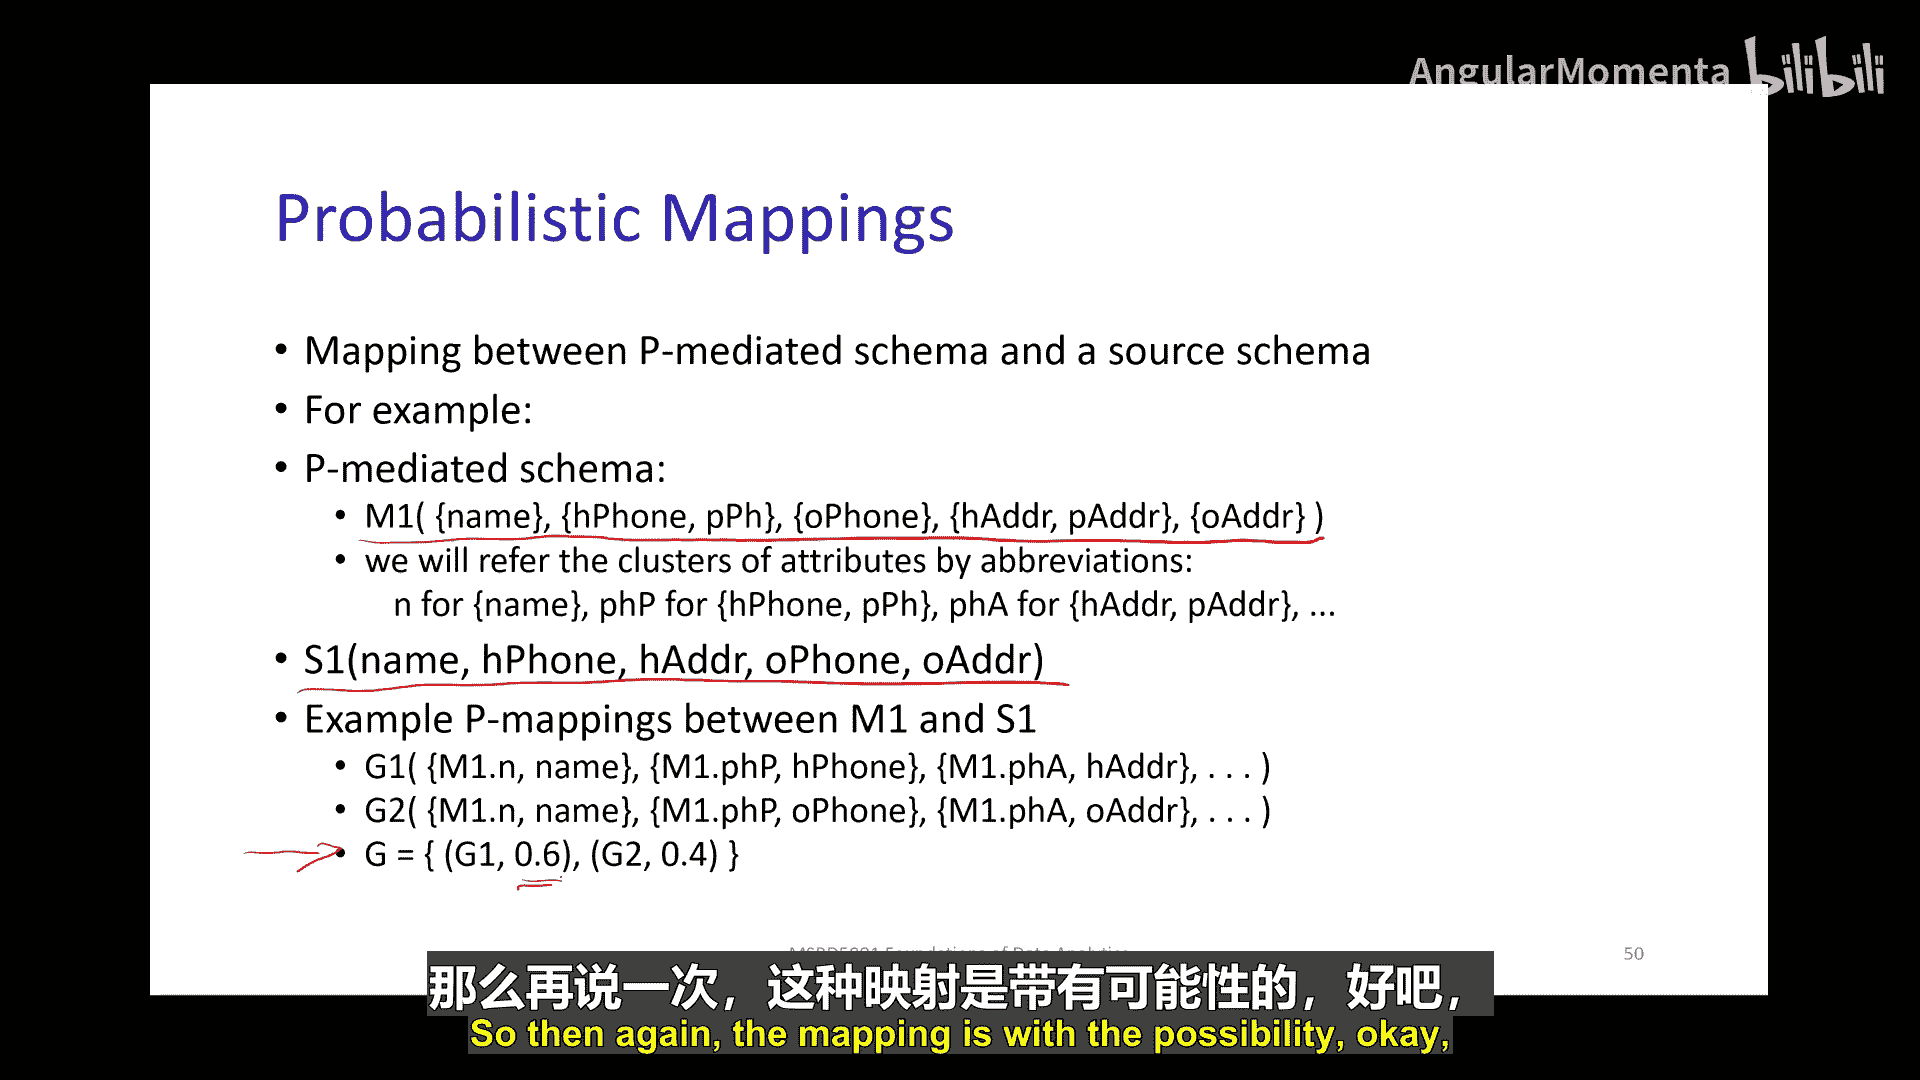 AngularMomenta bilibili
Probabilistic Mappings
• Mapping between P-mediated schema and a source schema
• For example:
• P-mediated schema:
• M1( {name}, {hPhone, pPh}, {oPhone}, {hAddr, pAddr}, {oAddr} )
• we will refer the clusters of attributes by abbreviations:
n for {name}, phP for {hPhone, pPh}, phA for {hAddr, pAddr}, ...
• S1(name, hPhone, hAddr, oPhone, oAddr)
• Example P-mappings between M1 and S1
• G1( {M1.n, name}, {M1.phP, hPhone}, {M1.phA, hAddr}, . . . )
• G2( {M1.n, name}, {M1.phP, oPhone}, {M1.phA, oAddr}, . . . )
• G = { (G1, 0.6), (G2, 0.4) }
50
那么再说一次，这种映射是带有可能性的，好吧，
So then again, the mapping is with the possibility, okay,